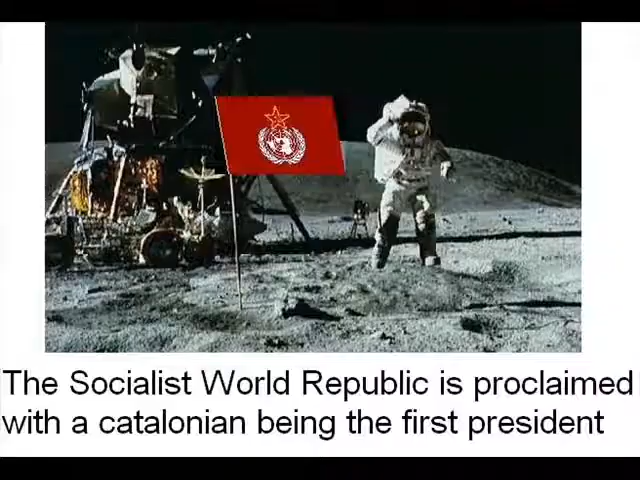 The Socialist World Republic is proclaimed
with a catalonian being the first president